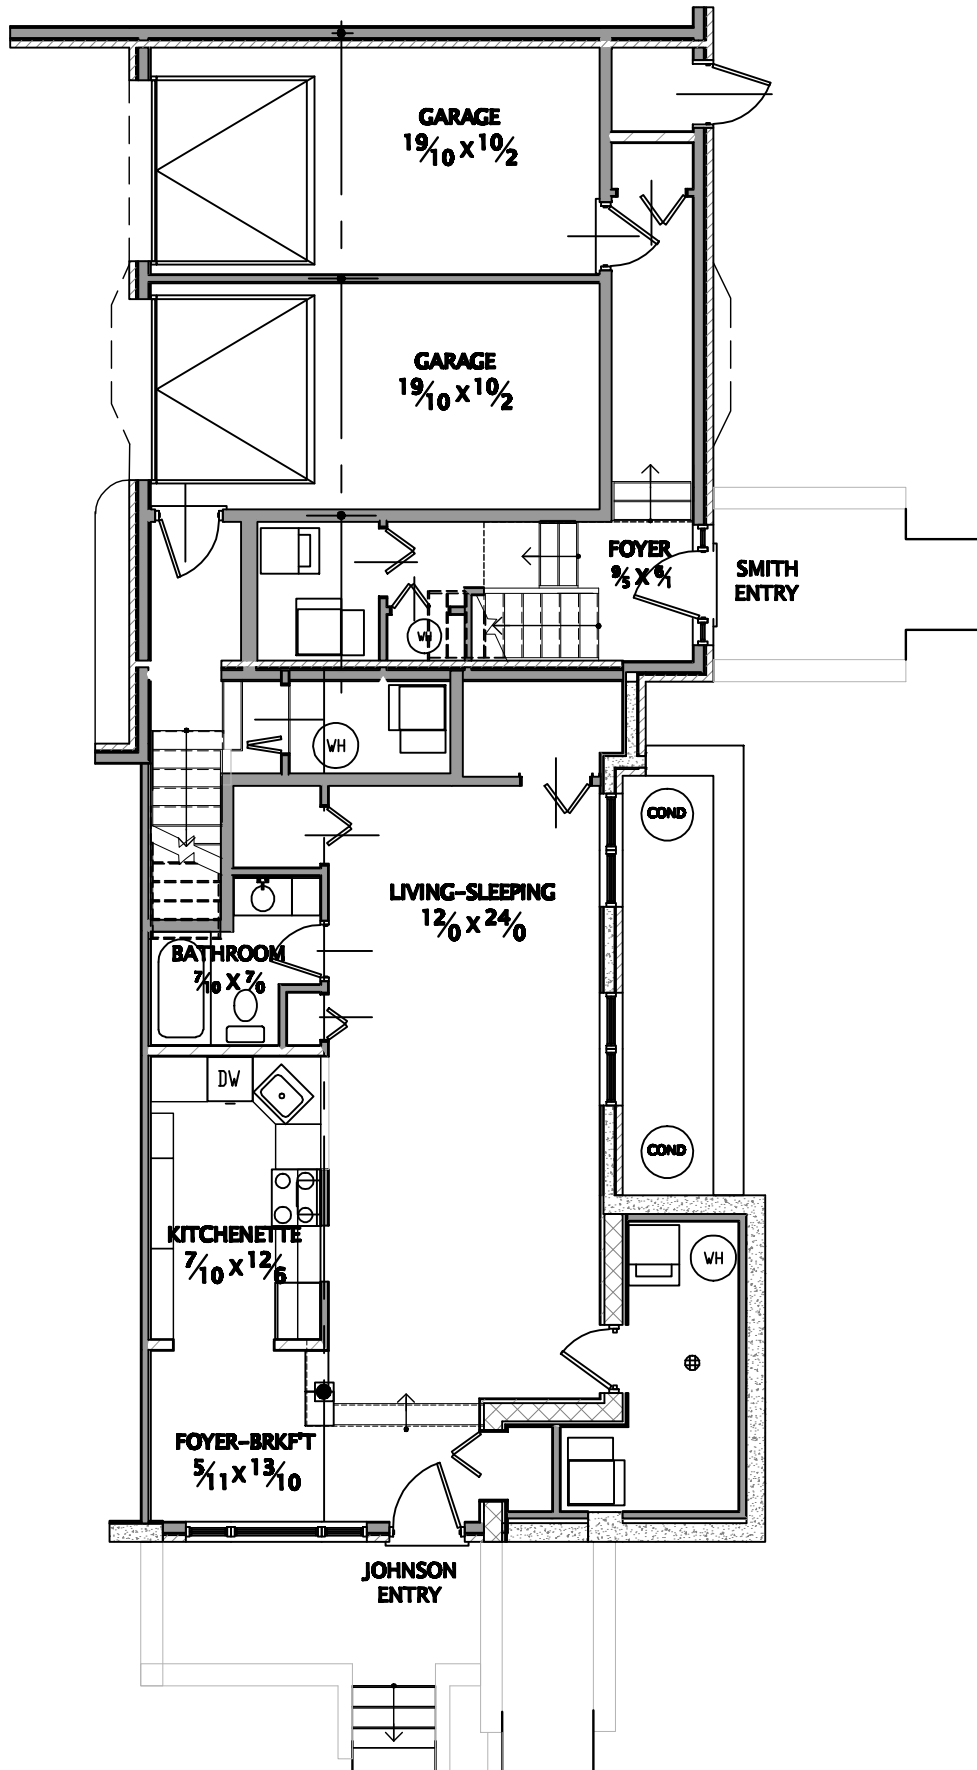 GARAGE
19/10 X 10/2
GARAGE
19/10 X 10/2
FOYER
9/5 X 6/1
SMITH
ENTRY
WH
WH
COND
LIVING-SLEEPING
12/0 X 24/0
BATHROOM
7/10 X 7/0
DW
COND
KITCHENETTE
7/10 X 12/6
WH
FOYER-BRKF'T
5/11 X 13/10
JOHNSON
ENTRY